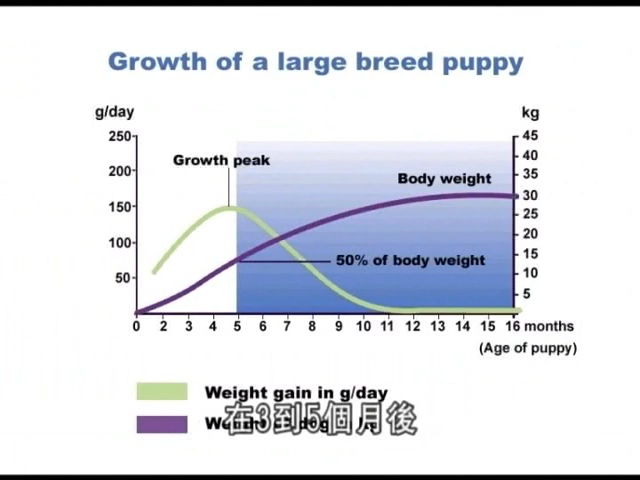 Growth of a large breed puppy
g/day
kg
250
200
150
100
50
Growth peak
Body weight
50% of body weight
45
40
35
30
25
20
15
10
5
0 2 3 4 5 6 7 8 9 10 11 12 13 14 15 16 months
(Age of puppy)
Weight gain in g/day
在3到5個月後